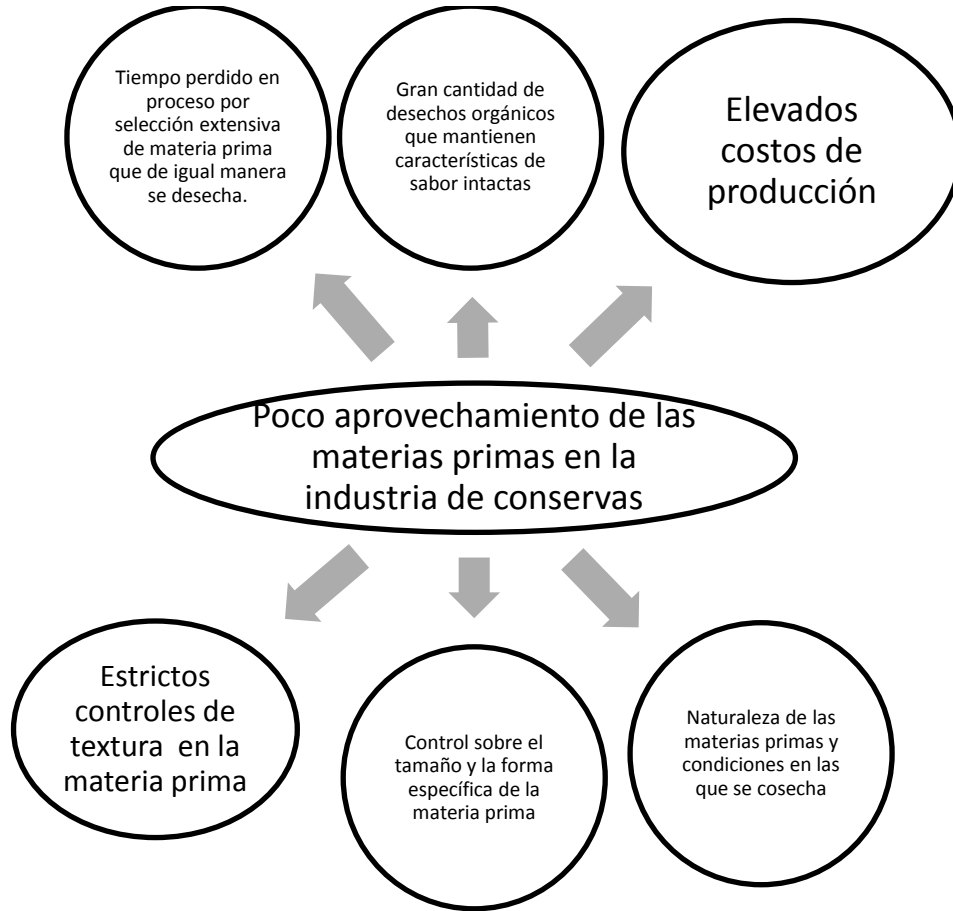 Tiempo perdido en
proceso por
selección extensiva
de materia prima
que de igual manera
se desecha.
Gran cantidad de
desechos orgánicos
que mantienen
características de
sabor intactas
Elevados
costos de
producción
Poco aprovechamiento de las
materias primas en la
industria de conservas
Estrictos
controles de
textura en la
materia prima
Control sobre el
tamaño y la forma
específica de la
materia prima
Naturaleza de las
materias primas y
condiciones en las
que se cosecha